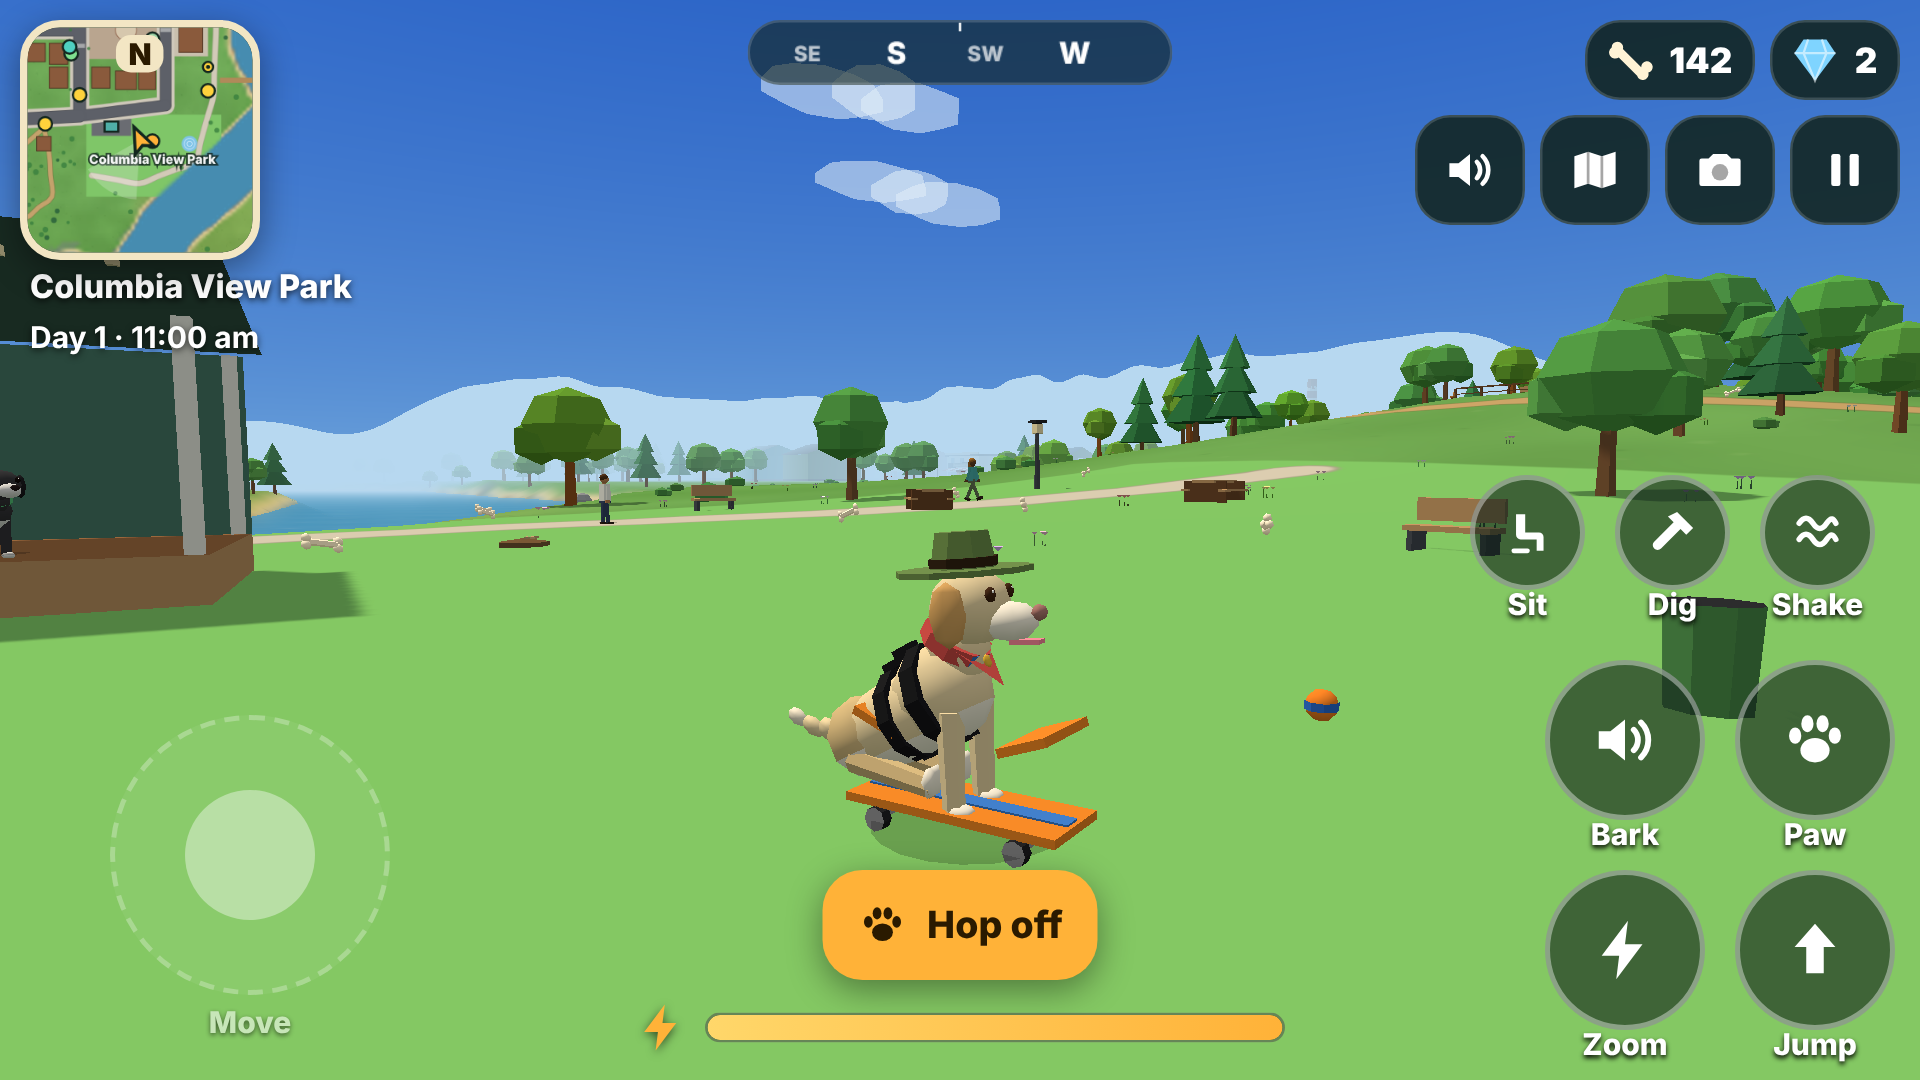 N
Columbia View Park
SE S SW W
142
2
Columbia View Park
Day 1 · 11:00 am
Sit
Dig
Shake
Bark
Paw
Hop off
Move
Zoom
Jump